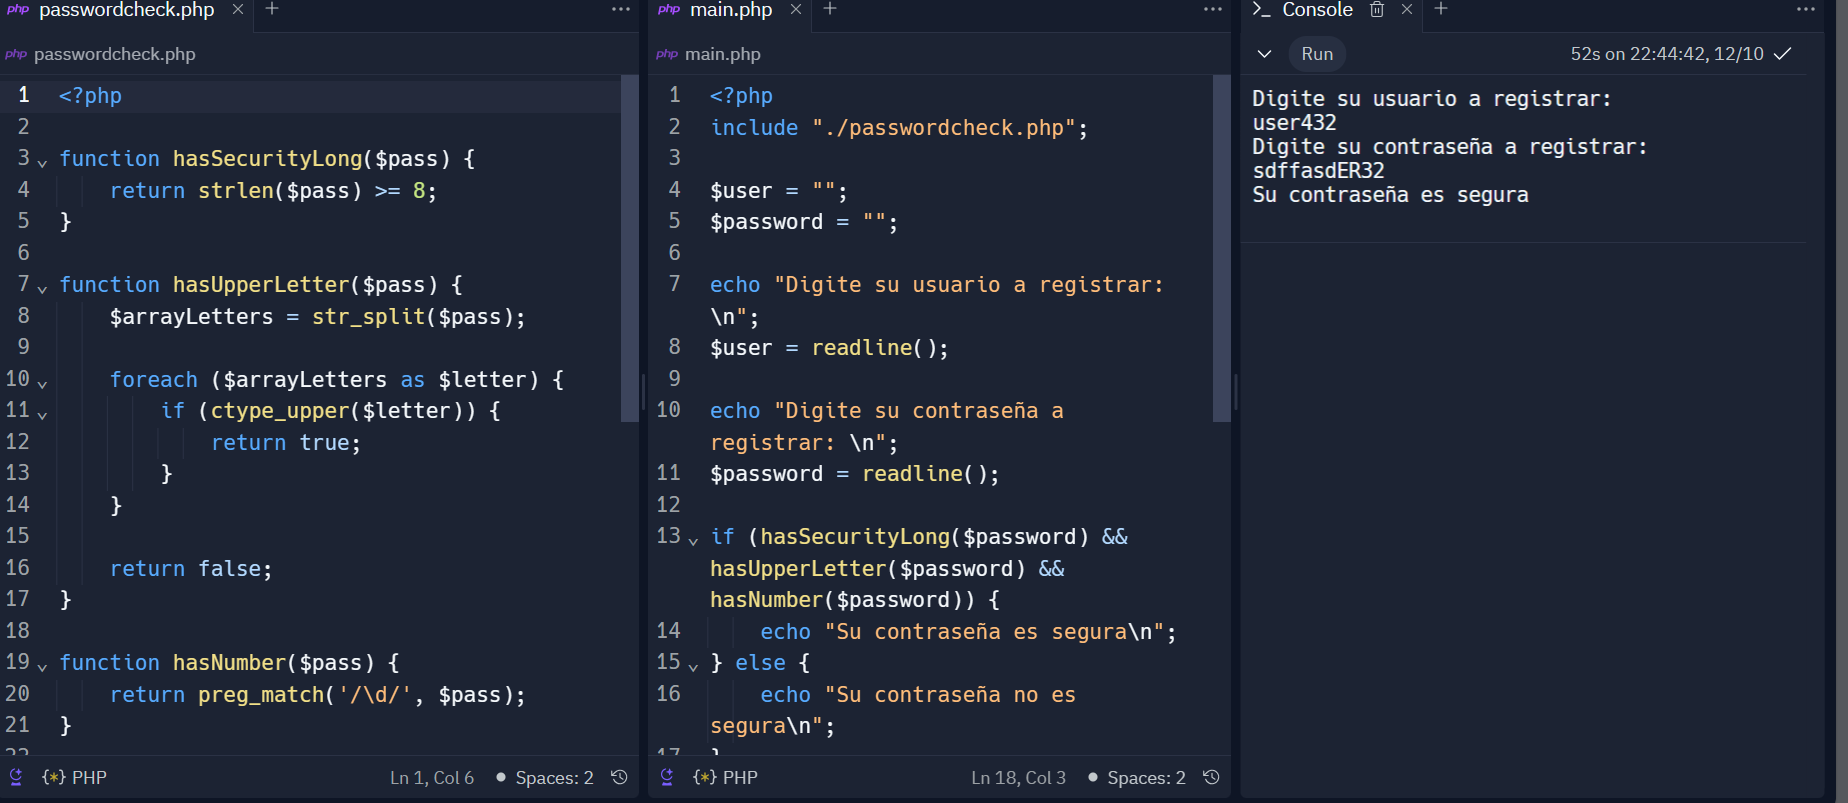 php passwordcheck.php × +
php passwordcheck.php
1 <?php
2
3 function hasSecurityLong($pass) {
4 return strlen($pass) >= 8;
5 }
6
7 function hasUpperLetter($pass) {
8 $arrayLetters = str_split($pass);
9
10 foreach ($arrayLetters as $letter) {
11 if (ctype_upper($letter)) {
12 return true;
13 }
14 }
15
16 return false;
17 }
18
19 function hasNumber($pass) {
20 return preg_match('/\d/', $pass);
21 }
22
{*} PHP Ln 1, Col 6 Spaces: 2
php main.php × +
php main.php
1 <?php
2 include "./passwordcheck.php";
3
4 $user = "";
5 $password = "";
6
7 echo "Digite su usuario a registrar:
\n";
8 $user = readline();
9
10 echo "Digite su contraseña a
registrar: \n";
11 $password = readline();
12
13 if (hasSecurityLong($password) &&
hasUpperLetter($password) &&
hasNumber($password)) {
14 echo "Su contraseña es segura\n";
15 } else {
16 echo "Su contraseña no es
segura\n";
17 }
{*} PHP Ln 18, Col 3 Spaces: 2
>_ Console × +
Run 52s on 22:44:42, 12/10
Digite su usuario a registrar:
user432
Digite su contraseña a registrar:
sdffasdER32
Su contraseña es segura